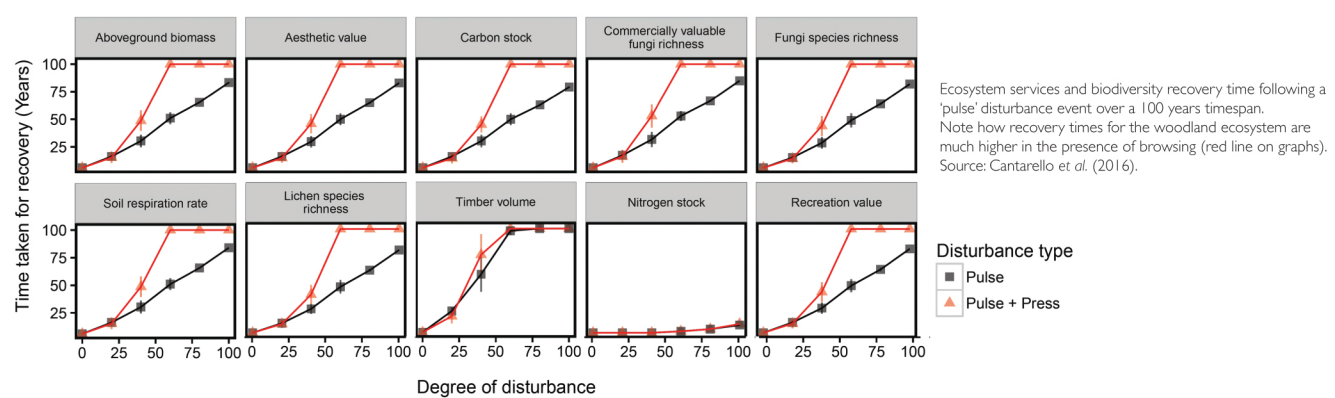 Aboveground biomass
Aesthetic value
Carbon stock
Commercially valuable
fungi richness
Fungi species richness
100
75
50
25
Time taken for recovery (Years)
Soil respiration rate
Lichen species
richness
Timber volume
Nitrogen stock
Recreation value
100
75
50
25
0 25 50 75 100
0 25 50 75 100
0 25 50 75 100
0 25 50 75 100
0 25 50 75 100
Degree of disturbance
Ecosystem services and biodiversity recovery time following a
'pulse' disturbance event over a 100 years timespan.
Note how recovery times for the woodland ecosystem are
much higher in the presence of browsing (red line on graphs).
Source: Cantarello et al. (2016).
Disturbance type
Pulse
Pulse + Press